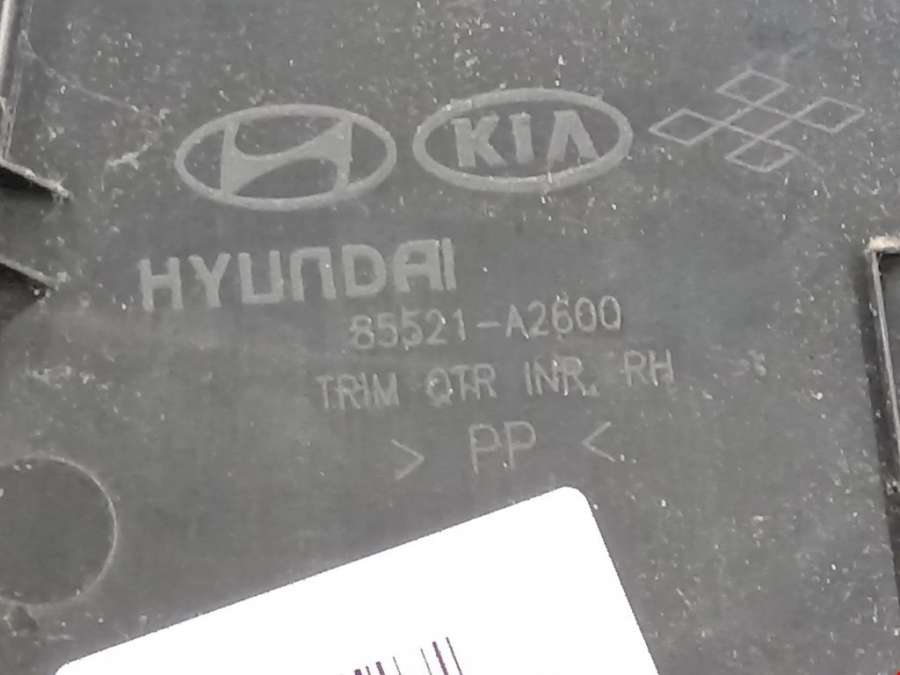 KIA
HYUNDAI
85521-A2600
TRIM QTR INR. RH
> PP <